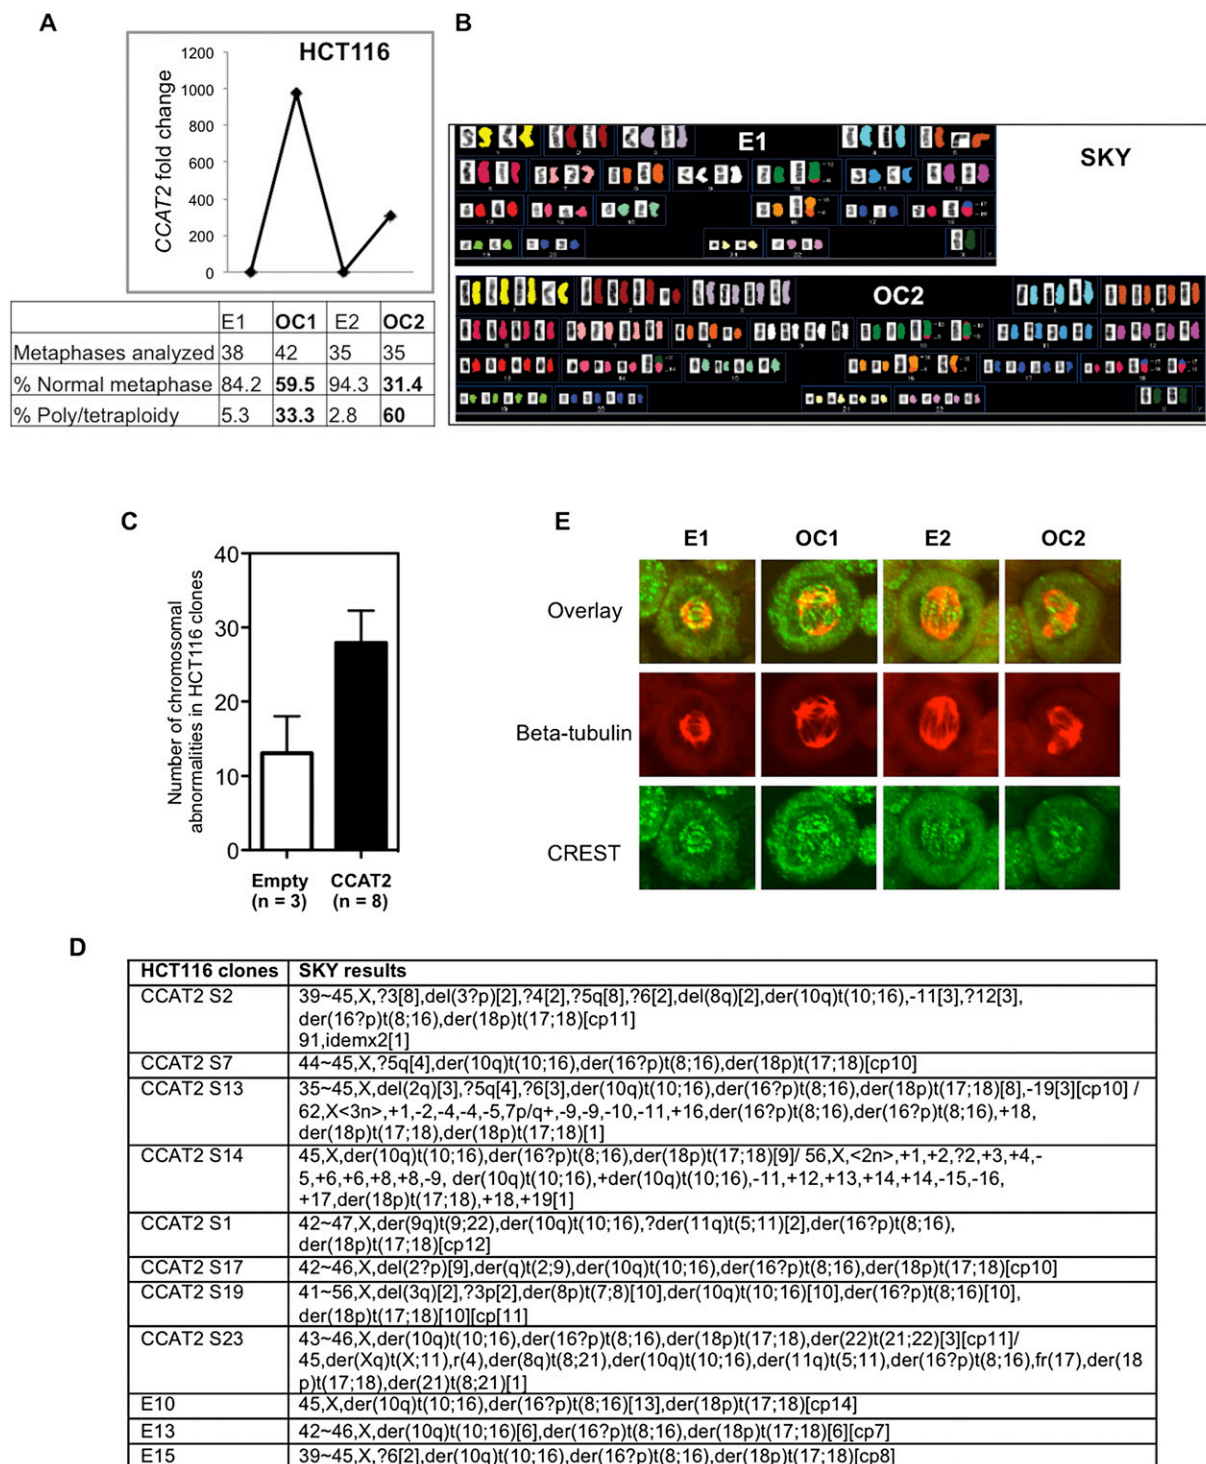 A
B
HCT116
CCAT2 fold change
1200
1000
800
600
400
200
0
E1 OC1 E2 OC2
Metaphases analyzed 38 42 35 35
% Normal metaphase 84.2 59.5 94.3 31.4
% Poly/tetraploidy 5.3 33.3 2.8 60
E1
SKY
OC2
C
Number of chromosomal
abnormalities in HCT116 clones
40
30
20
10
0
Empty
(n = 3)
CCAT2
(n = 8)
E
E1 OC1 E2 OC2
Overlay
Beta-tubulin
CREST
D
HCT116 clones SKY results
CCAT2 S2 39~45,X,?3[8],del(3?p)[2],?4[2],?5q[8],?6[2],del(8q)[2],der(10q)t(10;16),-11[3],?12[3],
der(16?p)t(8;16),der(18p)t(17;18)[cp11]
91,idemx2[1]
CCAT2 S7 44~45,X,?5q[4],der(10q)t(10;16),der(16?p)t(8;16),der(18p)t(17;18)[cp10]
CCAT2 S13 35~45,X,del(2q)[3],?5q[4],?6[3],der(10q)t(10;16),der(16?p)t(8;16),der(18p)t(17;18)[8],-19[3][cp10] /
62,X<3n>,+1,-2,-4,-4,-5,7p/q+,-9,-9,-10,-11,+16,der(16?p)t(8;16),der(16?p)t(8;16),+18,
der(18p)t(17;18),der(18p)t(17;18)[1]
CCAT2 S14 45,X,der(10q)t(10;16),der(16?p)t(8;16),der(18p)t(17;18)[9]/ 56,X,<2n>,+1,+2,?2,+3,+4,-
5,+6,+6,+8,+8,-9, der(10q)t(10;16),+der(10q)t(10;16),-11,+12,+13,+14,+14,-15,-16,
+17,der(18p)t(17;18),+18,+19[1]
CCAT2 S1 42~47,X,der(9q)t(9;22),der(10q)t(10;16),?der(11q)t(5;11)[2],der(16?p)t(8;16),
der(18p)t(17;18)[cp12]
CCAT2 S17 42~46,X,del(2?p)[9],der(q)t(2;9),der(10q)t(10;16),der(16?p)t(8;16),der(18p)t(17;18)[cp10]
CCAT2 S19 41~56,X,del(3q)[2],?3p[2],der(8p)t(7;8)[10],der(10q)t(10;16)[10],der(16?p)t(8;16)[10],
der(18p)t(17;18)[10][cp[11]
CCAT2 S23 43~46,X,der(10q)t(10;16),der(16?p)t(8;16),der(18p)t(17;18),der(22)t(21;22)[3][cp11]/
45,der(Xq)t(X;11),r(4),der(8q)t(8;21),der(10q)t(10;16),der(11q)t(5;11),der(16?p)t(8;16),fr(17),der(18
p)t(17;18),der(21)t(8;21)[1]
E10 45,X,der(10q)t(10;16),der(16?p)t(8;16)[13],der(18p)t(17;18)[cp14]
E13 42~46,X,der(10q)t(10;16)[6],der(16?p)t(8;16),der(18p)t(17;18)[6][cp7]
E15 39~45,X,?6[2],der(10q)t(10;16),der(16?p)t(8;16),der(18p)t(17;18)[cp8]